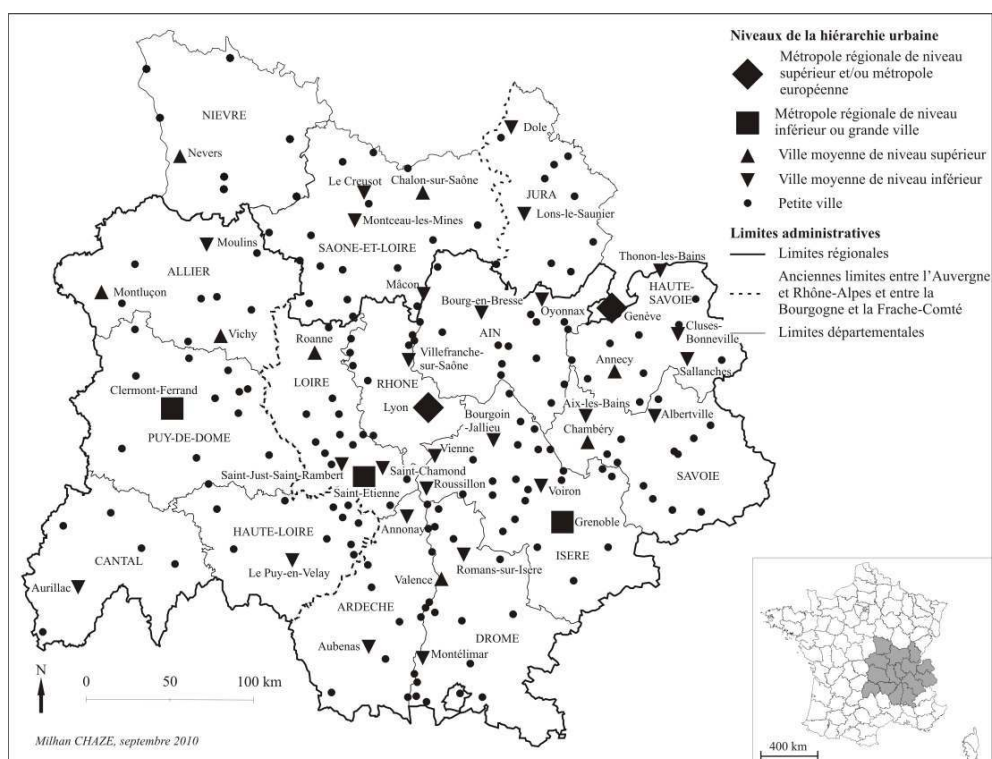 Niveaux de la hiérarchie urbaine
Métropole régionale de niveau
supérieur et/ou métropole
européenne
Métropole régionale de niveau
inférieur ou grande ville
Ville moyenne de niveau supérieur
Ville moyenne de niveau inférieur
Petite ville
Limites administratives
Limites régionales
Anciennes limites entre l'Auvergne
et Rhône-Alpes et entre la
Bourgogne et la Frache-Comté
Limites départementales
NIEVRE
Nevers
Dole
Le Creusot
Chalon-sur-Saône
JURA
Montceau-les-Mines
Lons-le-Saunier
Moulins
SAONE-ET-LOIRE
Thonon-les-Bains
ALLIER
HAUTE-
SAVOIE
Mâcon
Bourg-en-Bresse
Oyonnax
Genève
Montluçon
Vichy
Roanne
AIN
Cluses-
Bonneville
Villefranche-
sur-Saône
Annecy
Sallanches
LOIRE
RHONE
Clermont-Ferrand
Lyon
Bourgoin
-Jallieu
Aix-les-Bains
Albertville
Chambéry
PUY-DE-DOME
Vienne
Saint-Just-Saint-Rambert
Saint-Chamond
SAVOIE
Saint-Etienne
Roussillon
Voiron
HAUTE-LOIRE
Annonay
Grenoble
CANTAL
ISERE
Le Puy-en-Velay
Romans-sur-Isere
Aurillac
Valence
ARDECHE
DROME
Aubenas
Montélimar
N
0 50 100 km
Milhan CHAZE, septembre 2010
400 km